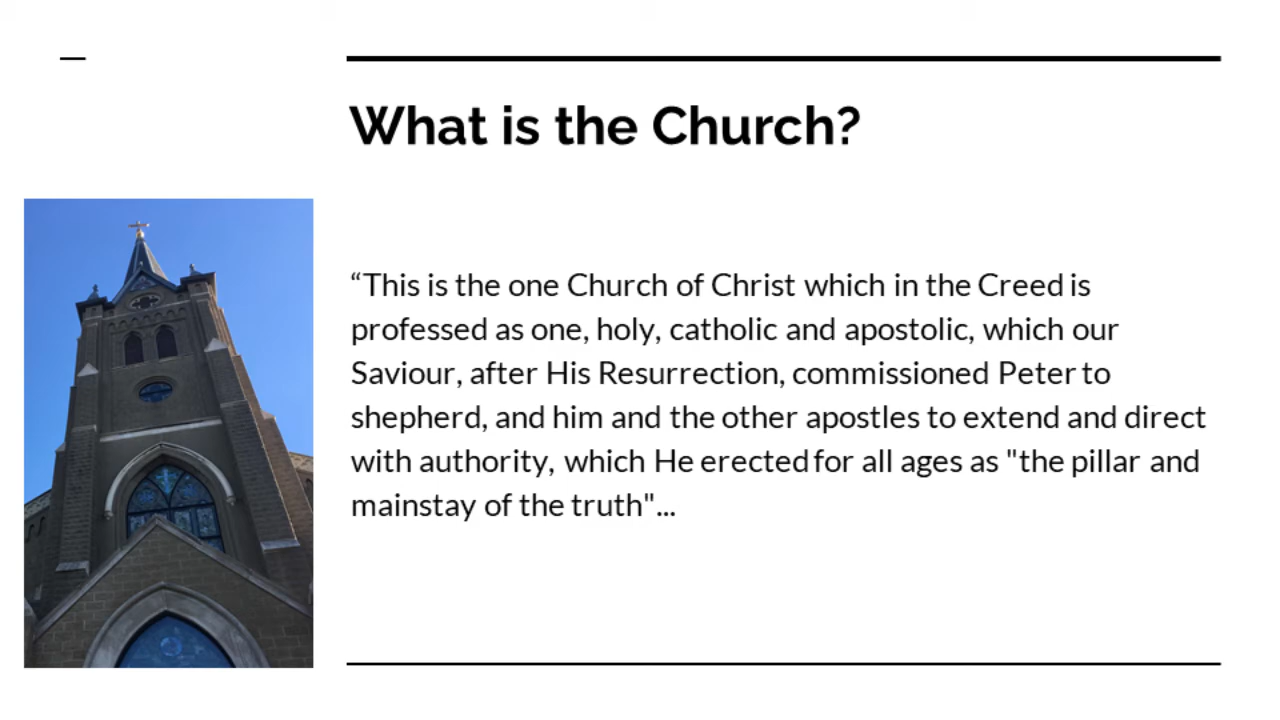 What is the Church?
“This is the one Church of Christ which in the Creed is
professed as one, holy, catholic and apostolic, which our
Saviour, after His Resurrection, commissioned Peter to
shepherd, and him and the other apostles to extend and direct
with authority, which He erected for all ages as "the pillar and
mainstay of the truth"...